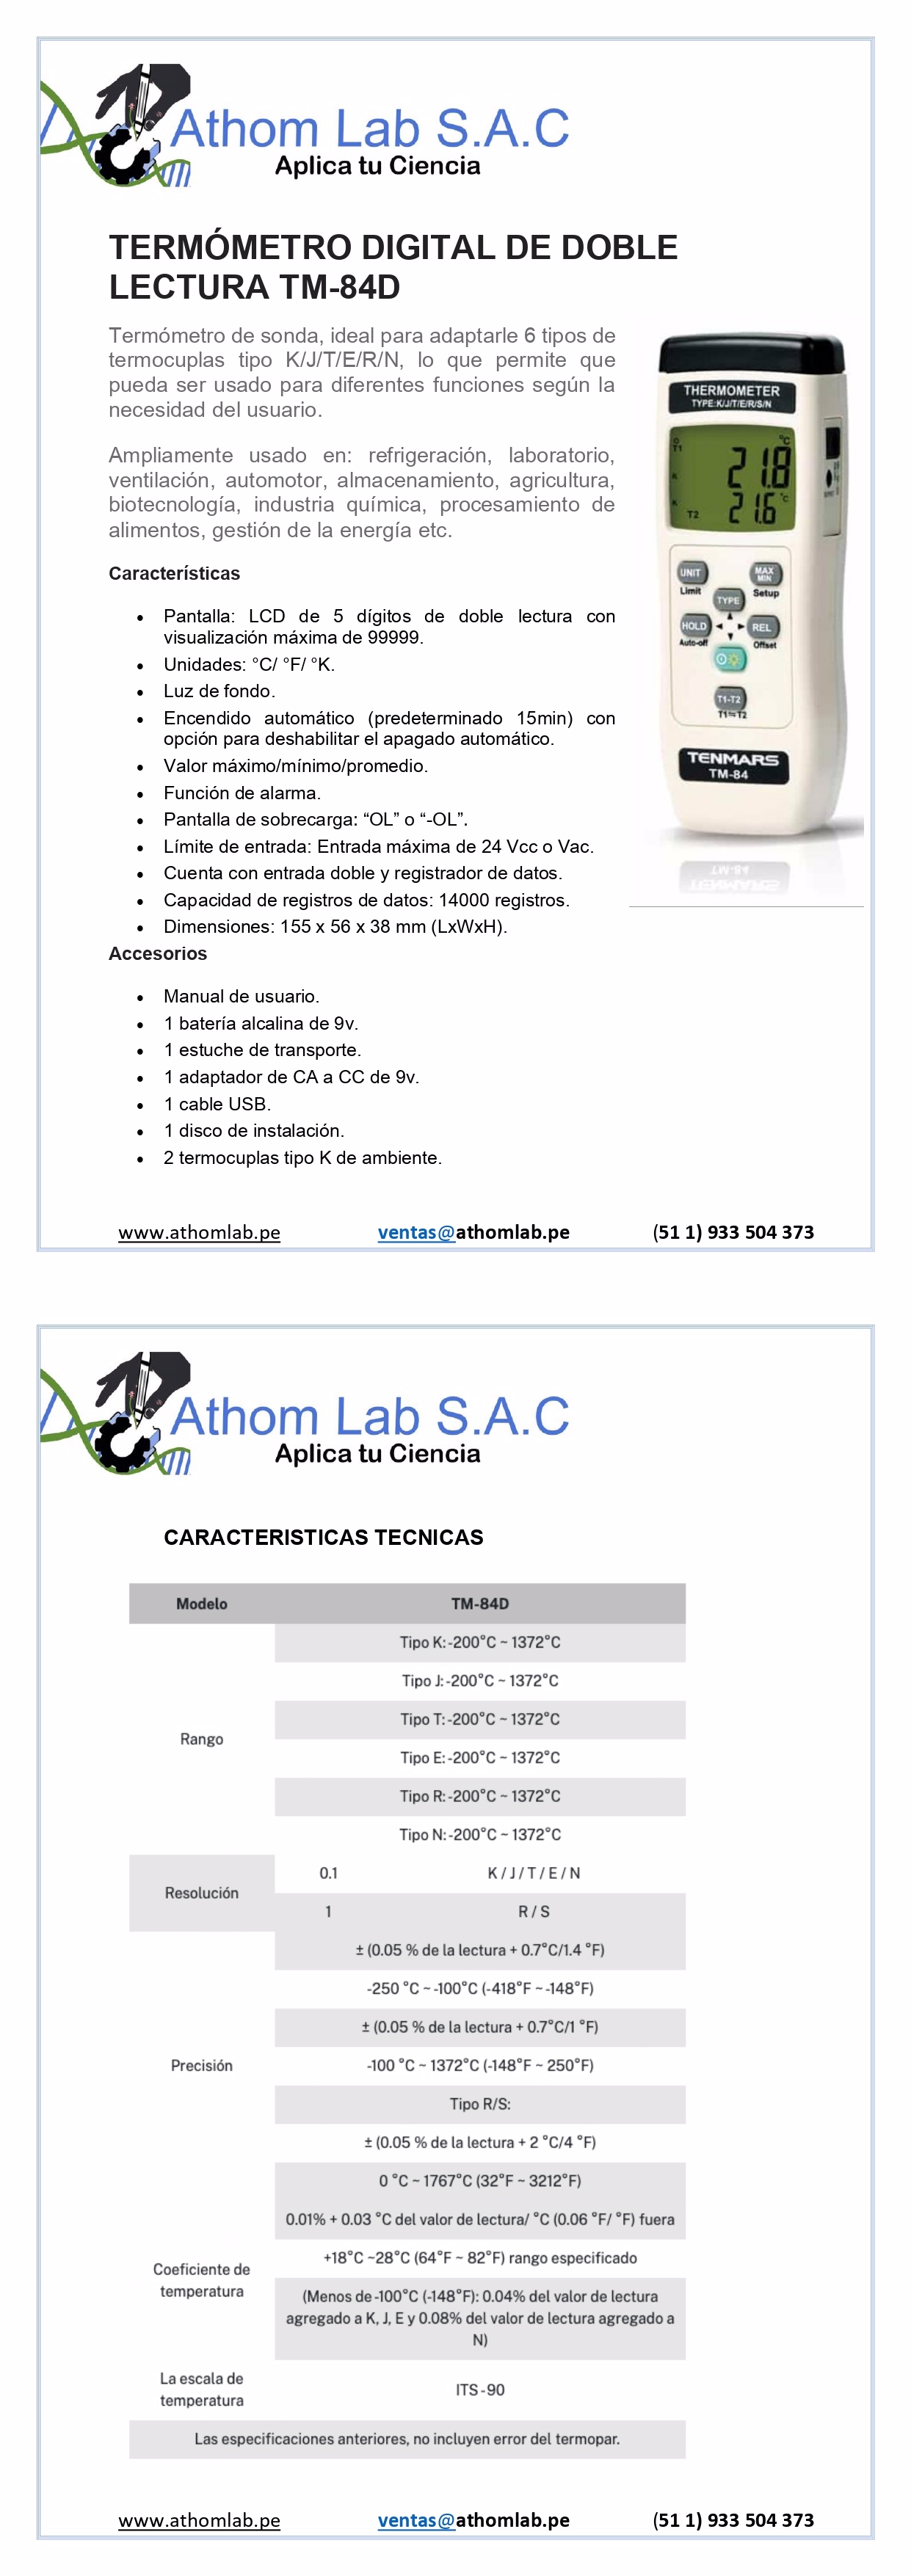 Athom Lab S.A.C
Aplica tu Ciencia
TERMÓMETRO DIGITAL DE DOBLE
LECTURA TM-84D
Termómetro de sonda, ideal para adaptarle 6 tipos de
termocuplas tipo K/J/T/E/R/N, lo que permite que
pueda ser usado para diferentes funciones según la
necesidad del usuario.
Ampliamente usado en: refrigeración, laboratorio,
ventilación, automotor, almacenamiento, agricultura,
biotecnología, industria química, procesamiento de
alimentos, gestión de la energía etc.
Características
• Pantalla: LCD de 5 dígitos de doble lectura con
visualización máxima de 99999.
• Unidades: °C/ °F/ °K.
• Luz de fondo.
• Encendido automático (predeterminado 15min) con
opción para deshabilitar el apagado automático.
• Valor máximo/mínimo/promedio.
• Función de alarma.
• Pantalla de sobrecarga: “OL” o “-OL”.
• Límite de entrada: Entrada máxima de 24 Vcc o Vac.
• Cuenta con entrada doble y registrador de datos.
• Capacidad de registros de datos: 14000 registros.
• Dimensiones: 155 x 56 x 38 mm (LxWxH).
THERMOMETER
TYPE:K/J/T/E/R/S/N
T1
°C
K
21.8
K
T2
21.6
°C
UNIT
MAX
MIN
Limit
TYPE
Setup
HOLD
REL
Auto-off
Offset
T1-T2
T1⇆T2
TENMARS
TM-84
Accesorios
• Manual de usuario.
• 1 batería alcalina de 9v.
• 1 estuche de transporte.
• 1 adaptador de CA a CC de 9v.
• 1 cable USB.
• 1 disco de instalación.
• 2 termocuplas tipo K de ambiente.
www.athomlab.pe ventas@athomlab.pe (51 1) 933 504 373
Athom Lab S.A.C
Aplica tu Ciencia
CARACTERISTICAS TECNICAS
Modelo TM-84D
Rango
Tipo K: -200°C ~ 1372°C
Tipo J: -200°C ~ 1372°C
Tipo T: -200°C ~ 1372°C
Tipo E: -200°C ~ 1372°C
Tipo R: -200°C ~ 1372°C
Tipo N: -200°C ~ 1372°C
Resolución
0.1 K / J / T / E / N
1 R / S
Precisión
± (0.05 % de la lectura + 0.7°C/1.4 °F)
-250 °C ~ -100°C (-418°F ~ -148°F)
± (0.05 % de la lectura + 0.7°C/1 °F)
-100 °C ~ 1372°C (-148°F ~ 250°F)
Tipo R/S:
± (0.05 % de la lectura + 2 °C/4 °F)
0 °C ~ 1767°C (32°F ~ 3212°F)
Coeficiente de
temperatura
0.01% + 0.03 °C del valor de lectura/ °C (0.06 °F/ °F) fuera
+18°C ~28°C (64°F ~ 82°F) rango especificado
(Menos de -100°C (-148°F): 0.04% del valor de lectura
agregado a K, J, E y 0.08% del valor de lectura agregado a
N)
La escala de
temperatura
ITS - 90
Las especificaciones anteriores, no incluyen error del termopar.
www.athomlab.pe ventas@athomlab.pe (51 1) 933 504 373